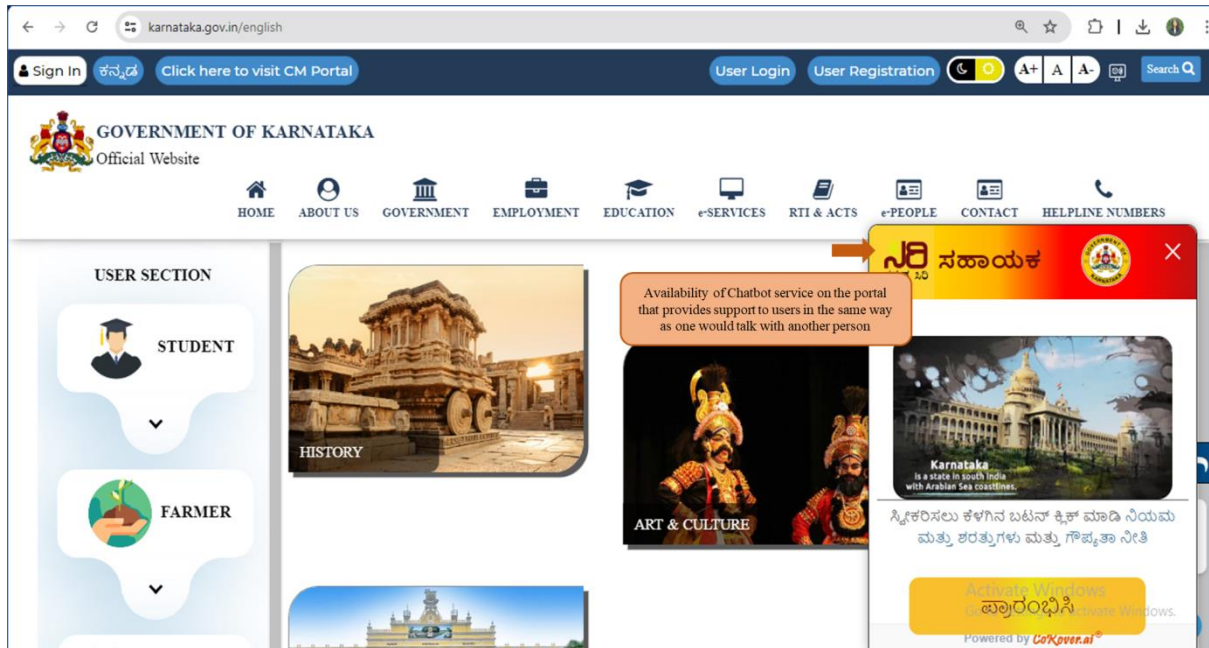 karnataka.gov.in/english
Sign In
ಕನ್ನಡ
Click here to visit CM Portal
User Login
User Registration
A+
A
A-
Search
GOVERNMENT OF KARNATAKA
Official Website
HOME
ABOUT US
GOVERNMENT
EMPLOYMENT
EDUCATION
e-SERVICES
RTI & ACTS
e-PEOPLE
CONTACT
HELPLINE NUMBERS
USER SECTION
STUDENT
FARMER
HISTORY
Availability of Chatbot service on the portal
that provides support to users in the same way
as one would talk with another person
ART & CULTURE
ಸಹಾಯಕ
Karnataka
is a state in south India
with Arabian Sea coastlines.
ಸ್ವೀಕರಿಸಲು ಕೆಳಗಿನ ಬಟನ್ ಕ್ಲಿಕ್ ಮಾಡಿ ನಿಯಮ
ಮತ್ತು ಶರತ್ತುಗಳು ಮತ್ತು ಗೌಪ್ಯತಾ ನೀತಿ
ಪ್ರಾರಂಭಿಸಿ
Activate Windows
Powered by CoRover.ai®